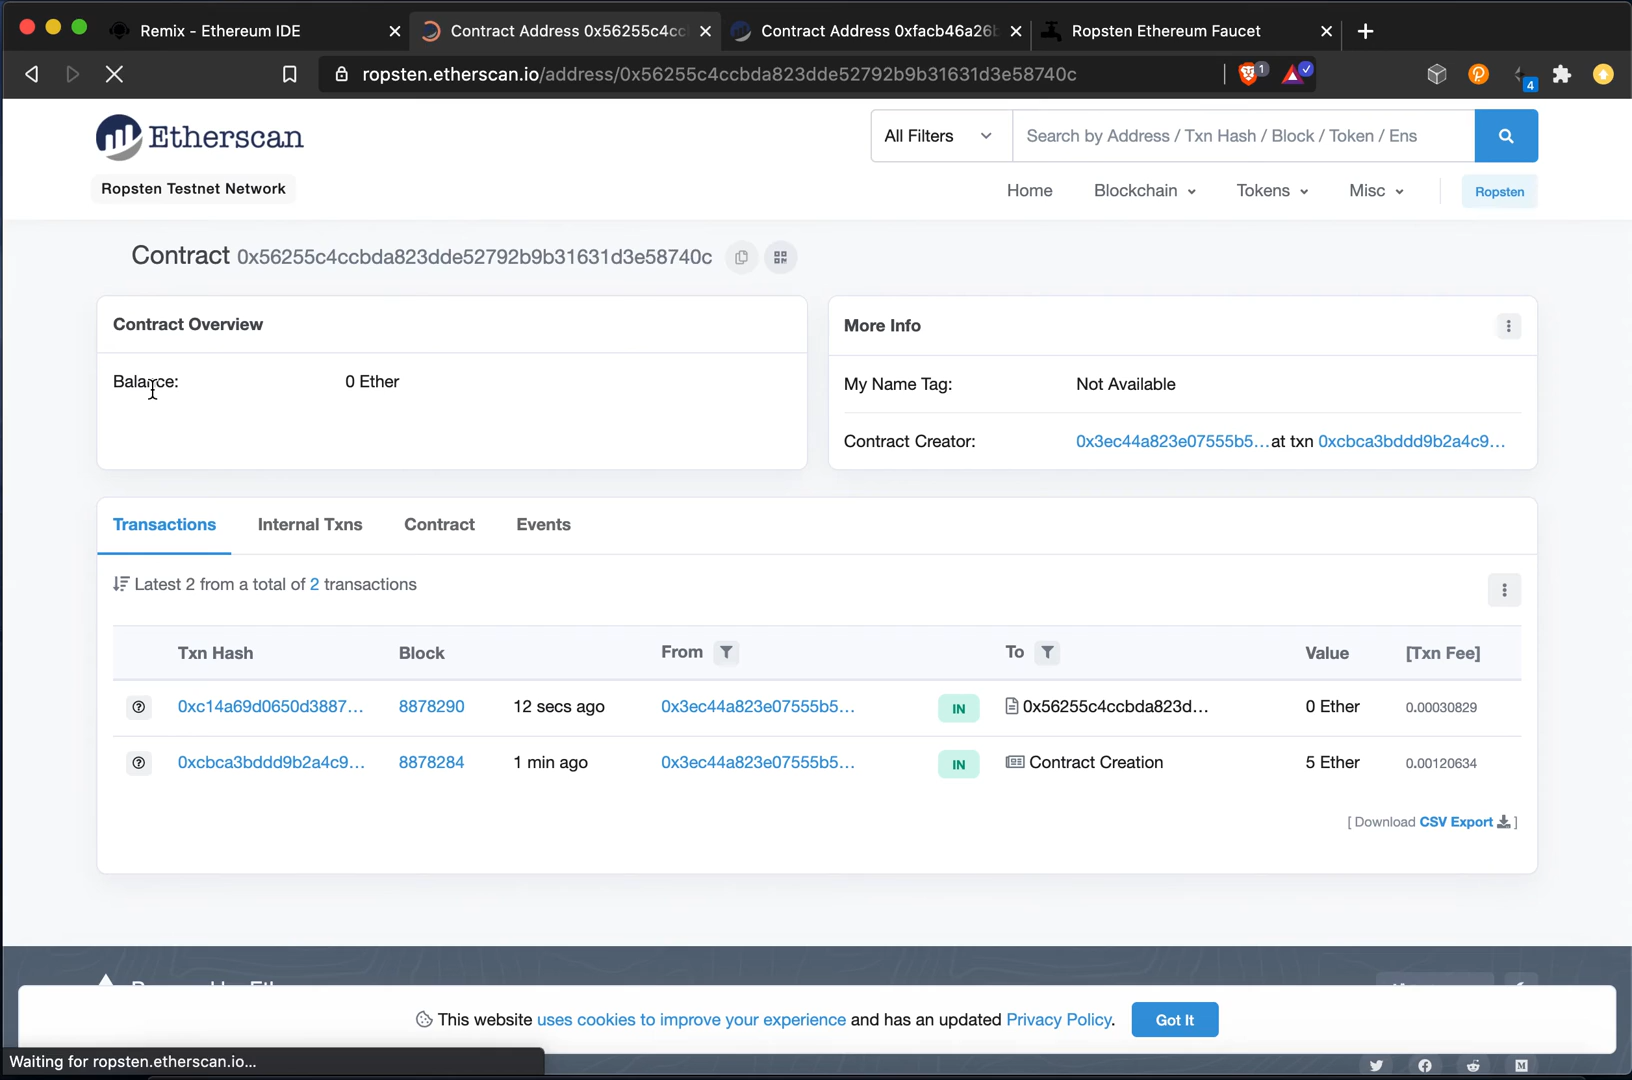 Remix - Ethereum IDE
Contract Address 0x56255c4cc
Contract Address 0xfacb46a26
Ropsten Ethereum Faucet
ropsten.etherscan.io/address/0x56255c4ccbda823dde52792b9b31631d3e58740c
1
4
Etherscan
All Filters
Search by Address / Txn Hash / Block / Token / Ens
Ropsten Testnet Network
Home
Blockchain
Tokens
Misc
Ropsten
Contract 0x56255c4ccbda823dde52792b9b31631d3e58740c
Contract Overview
Balance:
0 Ether
More Info
My Name Tag:
Not Available
Contract Creator:
0x3ec44a823e07555b5... at txn 0xcbca3bddd9b2a4c9...
Transactions
Internal Txns
Contract
Events
Latest 2 from a total of 2 transactions
Txn Hash Block From To Value [Txn Fee]
0xc14a69d0650d3887... 8878290 12 secs ago 0x3ec44a823e07555b5... IN 0x56255c4ccbda823d... 0 Ether 0.00030829
0xcbca3bddd9b2a4c9... 8878284 1 min ago 0x3ec44a823e07555b5... IN Contract Creation 5 Ether 0.00120634
[ Download CSV Export ]
This website uses cookies to improve your experience and has an updated Privacy Policy.
Got It
Waiting for ropsten.etherscan.io...